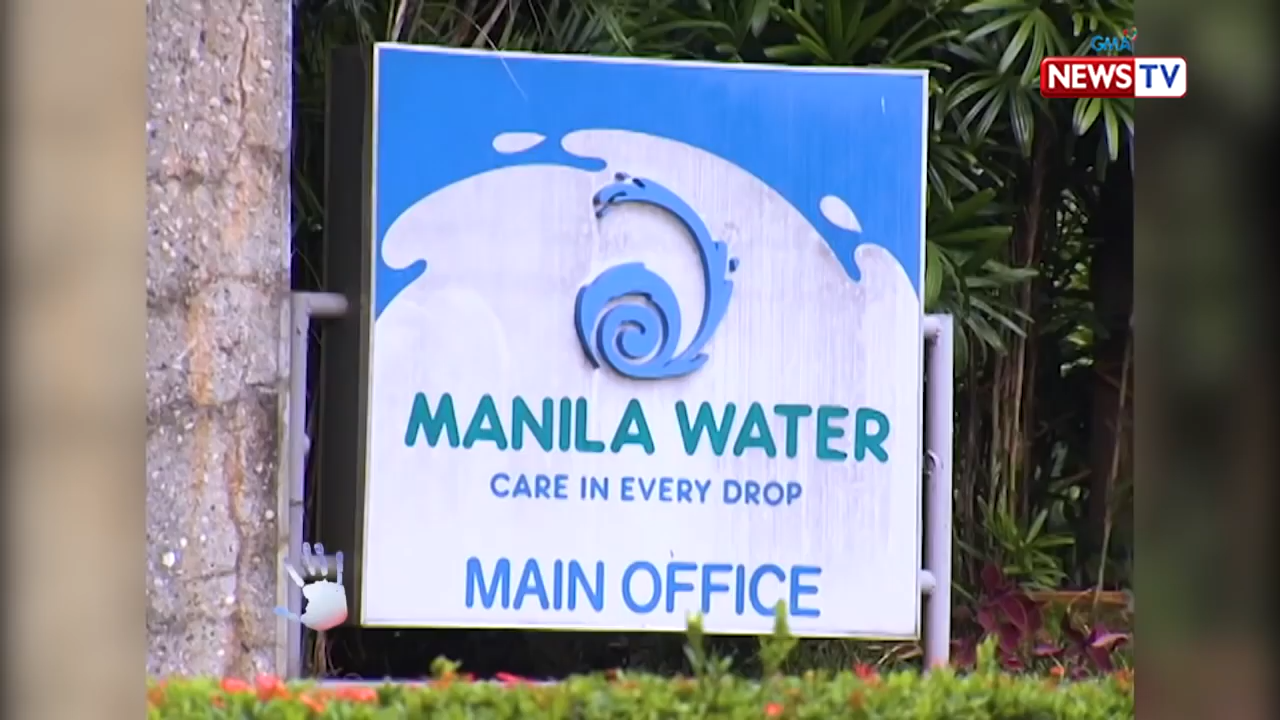 GMA
NEWS TV
MANILA WATER
CARE IN EVERY DROP
MAIN OFFICE